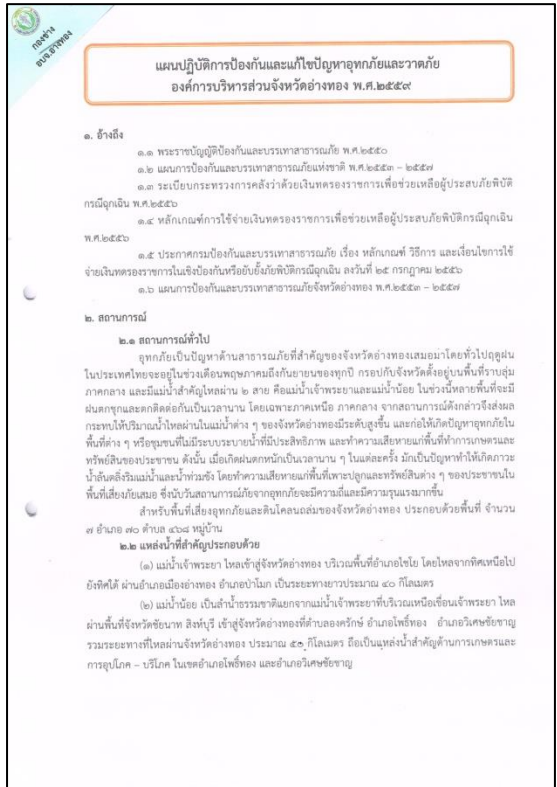 กองช่าง
อบจ.อ่างทอง
แผนปฏิบัติการป้องกันและแก้ไขปัญหาอุทกภัยและวาตภัย
องค์การบริหารส่วนจังหวัดอ่างทอง พ.ศ.๒๕๕๙
๑. อ้างถึง
๑.๑ พระราชบัญญัติป้องกันและบรรเทาสาธารณภัย พ.ศ.๒๕๕๐
๑.๒ แผนการป้องกันและบรรเทาสาธารณภัยแห่งชาติ พ.ศ.๒๕๕๓ – ๒๕๕๗
๑.๓ ระเบียบกระทรวงการคลังว่าด้วยเงินทดรองราชการเพื่อช่วยเหลือผู้ประสบภัยพิบัติ
กรณีฉุกเฉิน พ.ศ.๒๕๕๖
๑.๔ หลักเกณฑ์การใช้จ่ายเงินทดรองราชการเพื่อช่วยเหลือผู้ประสบภัยพิบัติกรณีฉุกเฉิน
พ.ศ.๒๕๕๖
๑.๕ ประกาศกรมป้องกันและบรรเทาสาธารณภัย เรื่อง หลักเกณฑ์ วิธีการ และเงื่อนไขการใช้
จ่ายเงินทดรองราชการในเชิงป้องกันหรือยับยั้งภัยพิบัติกรณีฉุกเฉิน ลงวันที่ ๒๕ กรกฎาคม ๒๕๕๖
๑.๖ แผนการป้องกันและบรรเทาสาธารณภัยจังหวัดอ่างทอง พ.ศ.๒๕๕๓ – ๒๕๕๗
๒. สถานการณ์
๒.๑ สถานการณ์ทั่วไป
อุทกภัยเป็นปัญหาด้านสาธารณภัยที่สำคัญของจังหวัดอ่างทองเสมอมาโดยทั่วไปฤดูฝน
ในประเทศไทยจะอยู่ในช่วงเดือนพฤษภาคมถึงกันยายนของทุกปี กรอปกับจังหวัดตั้งอยู่บนพื้นที่ราบลุ่ม
ภาคกลาง และมีแม่น้ำสำคัญไหลผ่าน ๒ สาย คือแม่น้ำเจ้าพระยาและแม่น้ำน้อย ในช่วงนี้หลายพื้นที่จะมี
ฝนตกชุกและตกติดต่อกันเป็นเวลานาน โดยเฉพาะภาคเหนือ ภาคกลาง จากสถานการณ์ดังกล่าวจึงส่งผล
กระทบให้ปริมาณน้ำไหลผ่านในแม่น้ำต่าง ๆ ของจังหวัดอ่างทองมีระดับสูงขึ้น และก่อให้เกิดปัญหาอุทกภัยใน
พื้นที่ต่าง ๆ หรือชุมชนที่ไม่มีระบบระบายน้ำที่มีประสิทธิภาพ และทำความเสียหายแก่พื้นที่ทำการเกษตรและ
ทรัพย์สินของประชาชน ดังนั้น เมื่อเกิดฝนตกหนักเป็นเวลานาน ๆ ในแต่ละครั้ง มักเป็นปัญหาทำให้เกิดภาวะ
น้ำล้นตลิ่งริมแม่น้ำและน้ำท่วมขัง โดยทำความเสียหายแก่พื้นที่เพาะปลูกและทรัพย์สินต่าง ๆ ของประชาชนใน
พื้นที่เสี่ยงภัยเสมอ ซึ่งนับวันสถานการณ์ภัยจากอุทกภัยจะมีความถี่และมีความรุนแรงมากขึ้น
สำหรับพื้นที่เสี่ยงอุทกภัยและดินโคลนถล่มของจังหวัดอ่างทอง ประกอบด้วยพื้นที่ จำนวน
๗ อำเภอ ๗๐ ตำบล ๔๖๘ หมู่บ้าน
๒.๒ แหล่งน้ำที่สำคัญประกอบด้วย
(๑) แม่น้ำเจ้าพระยา ไหลเข้าสู่จังหวัดอ่างทอง บริเวณพื้นที่อำเภอไชโย โดยไหลจากทิศเหนือไป
ยังทิศใต้ ผ่านอำเภอเมืองอ่างทอง อำเภอป่าโมก เป็นระยะทางยาวประมาณ ๔๐ กิโลเมตร
(๒) แม่น้ำน้อย เป็นลำน้ำธรรมชาติแยกจากแม่น้ำเจ้าพระยาที่บริเวณเหนือเขื่อนเจ้าพระยา ไหล
ผ่านพื้นที่จังหวัดชัยนาท สิงห์บุรี เข้าสู่จังหวัดอ่างทองที่ตำบลองครักษ์ อำเภอโพธิ์ทอง อำเภอวิเศษชัยชาญ
รวมระยะทางที่ไหลผ่านจังหวัดอ่างทอง ประมาณ ๕๑ กิโลเมตร ถือเป็นแหล่งน้ำสำคัญด้านการเกษตรและ
การอุปโภค – บริโภค ในเขตอำเภอโพธิ์ทอง และอำเภอวิเศษชัยชาญ